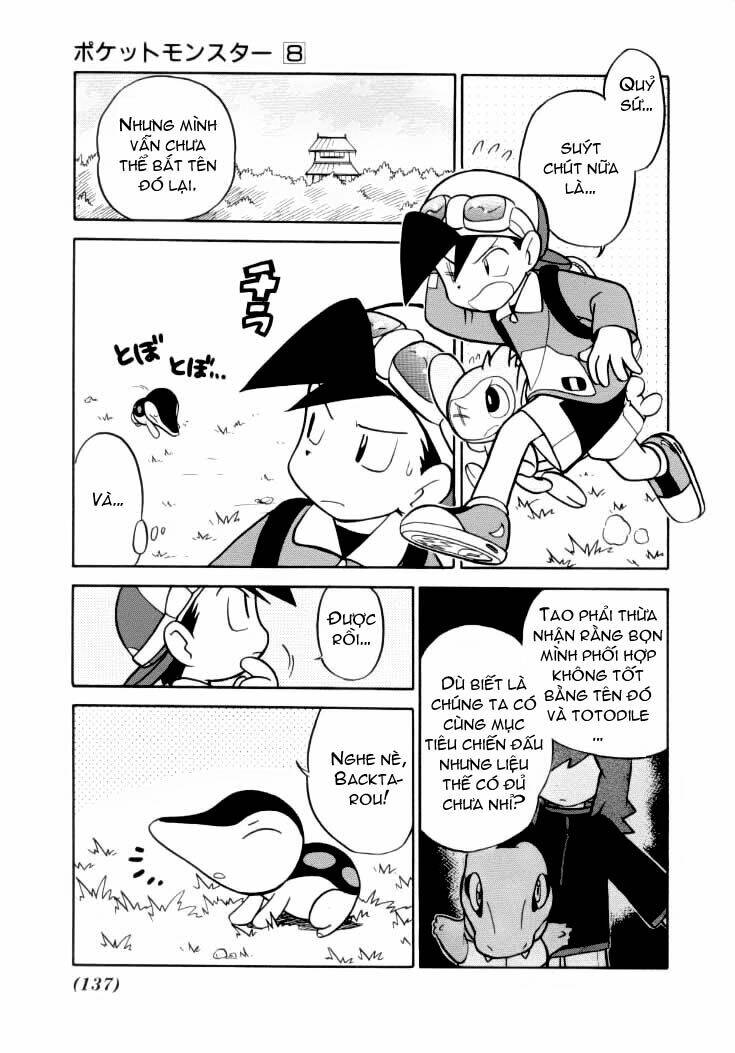 ポケットモンスター 8
Quỷ
sứ...
suýt
chút nữa
là...
Nhưng mình
vẫn chưa
thể bắt tên
đó lại.
チラ
とぼ
とぼ...
Và...
Tao phải thừa
nhận rằng bọn
mình phối hợp
không tốt
bằng tên đó
và Totodile
...
Dù biết là
chúng ta có
cùng mục
tiêu chiến đấu
nhưng liệu
thế có đủ
chưa nhỉ?
Được
rồi...
Nghe nè,
Backta-
rou!
(137)